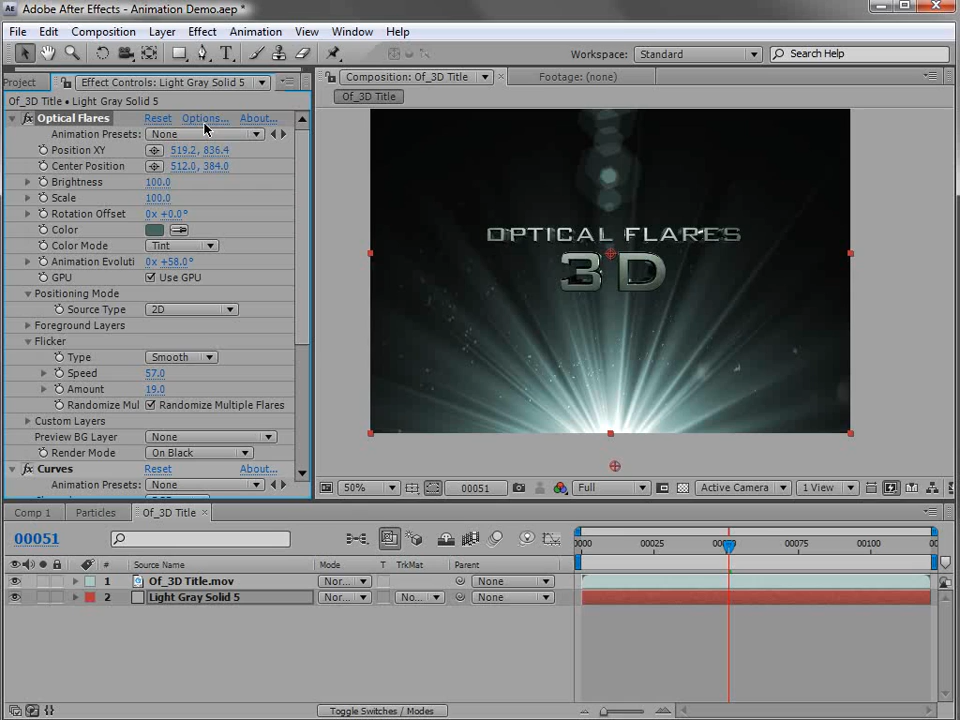 Ae Adobe After Effects - Animation Demo.aep *
File Edit Composition Layer Effect Animation View Window Help
Workspace: Standard Search Help
Project Effect Controls: Light Gray Solid 5
Composition: Of_3D Title Footage: (none)
Of_3D Title • Light Gray Solid 5
Of_3D Title
fx Optical Flares Reset Options... About...
Animation Presets: None
Position XY 519.2, 836.4
Center Position 512.0, 384.0
Brightness 100.0
Scale 100.0
Rotation Offset 0x +0.0°
Color
Color Mode Tint
Animation Evoluti 0x +58.0°
GPU Use GPU
Positioning Mode
Source Type 2D
Foreground Layers
Flicker
Type Smooth
Speed 57.0
Amount 19.0
Randomize Mul Randomize Multiple Flares
Custom Layers
Preview BG Layer None
Render Mode On Black
fx Curves Reset About...
Animation Presets: None
OPTICAL FLARES
3D
50% 00051 Full Active Camera 1 View
Comp 1 Particles Of_3D Title
00051
0000 00025 00075 00100
# Source Name Mode T TrkMat Parent
1 Of_3D Title.mov Nor... None
2 Light Gray Solid 5 Nor... No... None
Toggle Switches / Modes